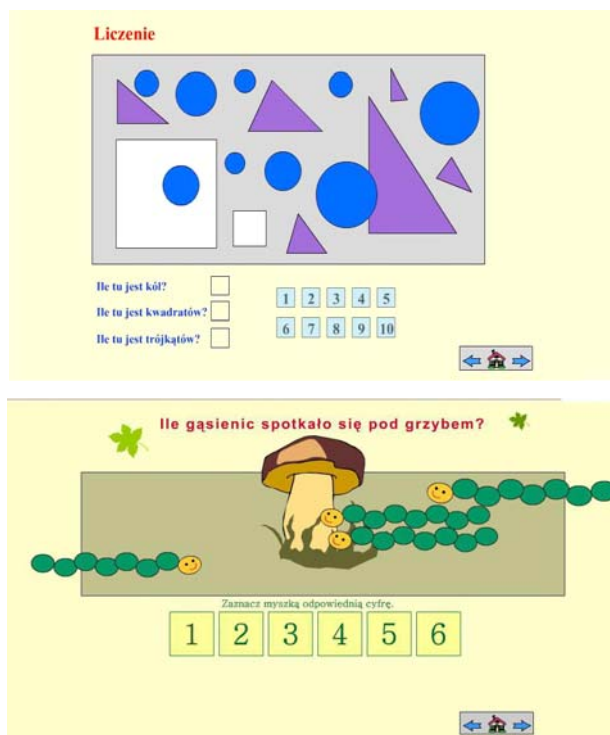 Liczenie
Ile tu jest kół?
Ile tu jest kwadratów?
Ile tu jest trójkątów?
1 2 3 4 5
6 7 8 9 10
Ile gąsienic spotkało się pod grzybem?
Zaznacz myszką odpowiednią cyfrę.
1 2 3 4 5 6